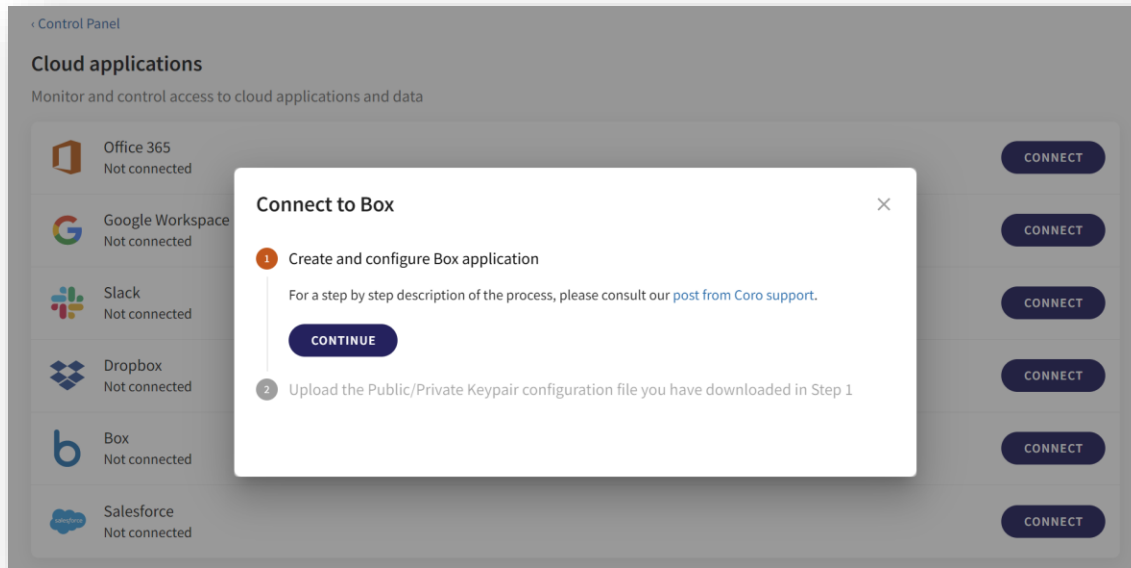 ‹ Control Panel
Cloud applications
Monitor and control access to cloud applications and data
Office 365
Not connected
CONNECT
Google Workspace
Not connected
CONNECT
Slack
Not connected
CONNECT
Dropbox
Not connected
CONNECT
Box
Not connected
CONNECT
salesforce
Salesforce
Not connected
CONNECT
Connect to Box
1 Create and configure Box application
For a step by step description of the process, please consult our post from Coro support.
CONTINUE
2 Upload the Public/Private Keypair configuration file you have downloaded in Step 1